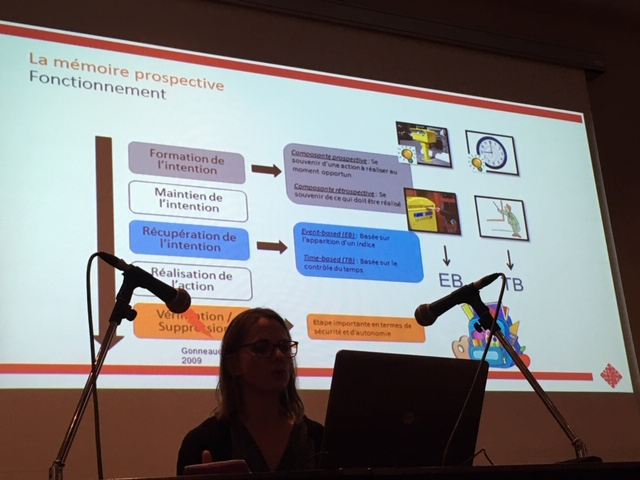 La mémoire prospective
Fonctionnement
Formation de
l'intention
Composante prospective : Se
souvenir d'une action à réaliser au
moment opportun
Composante rétrospective : Se
souvenir de ce qui doit être réalisé
Maintien de
l'intention
Récupération de
l'intention
Event-based (EB) : Basée sur
l'apparition d'un indice
Time-based (TB) : Basée sur le
contrôle du temps
Réalisation de
l'action
EB
TB
Vérification /
Suppression
Etape importante en termes de
sécurité et d'autonomie
2009